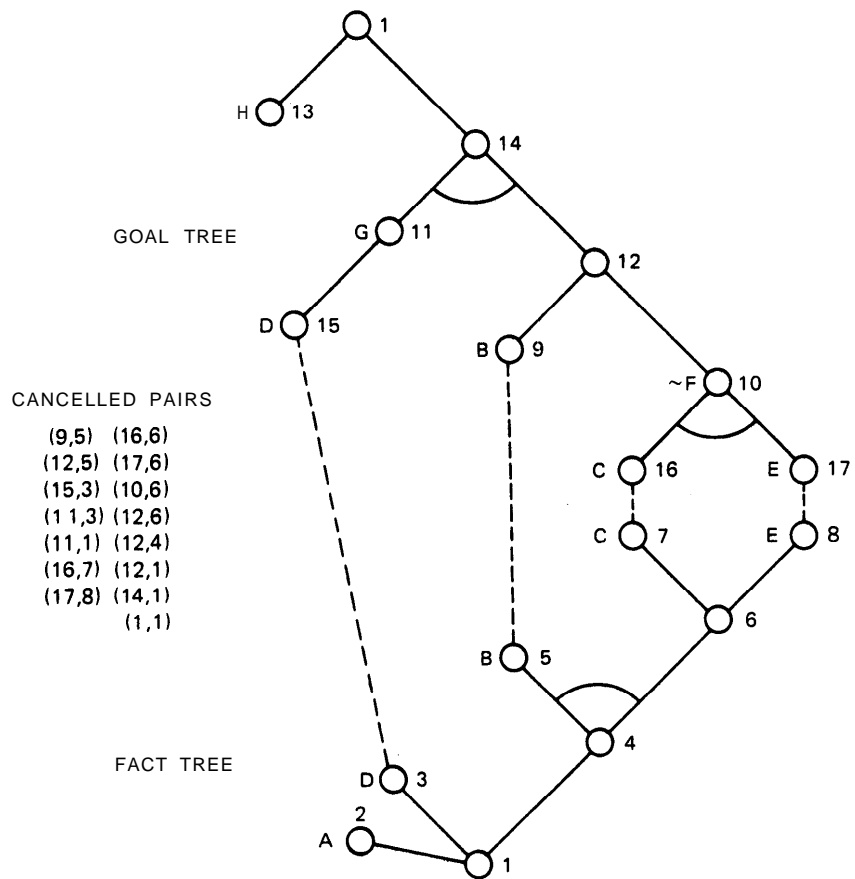 1
H 13
14
GOAL TREE
G 11
12
D 15
B 9
~F 10
CANCELLED PAIRS
(9,5) (16,6)
(12,5) (17,6)
(15,3) (10,6)
(11,3) (12,6)
(11,1) (12,4)
(16,7) (12,1)
(17,8) (14,1)
(1,1)
C 16
E 17
C 7
E 8
6
B 5
4
FACT TREE
D 3
2
A
1